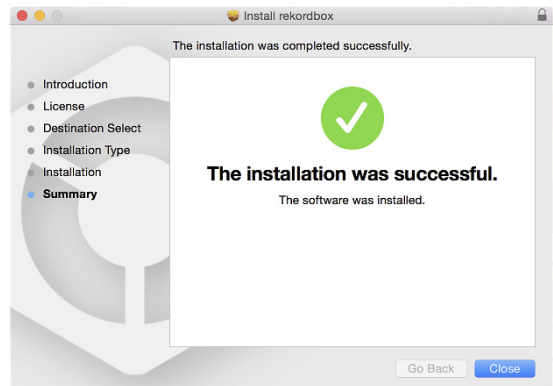 Install rekordbox
The installation was completed successfully.
Introduction
License
Destination Select
Installation Type
Installation
Summary
The installation was successful.
The software was installed.
Go Back
Close